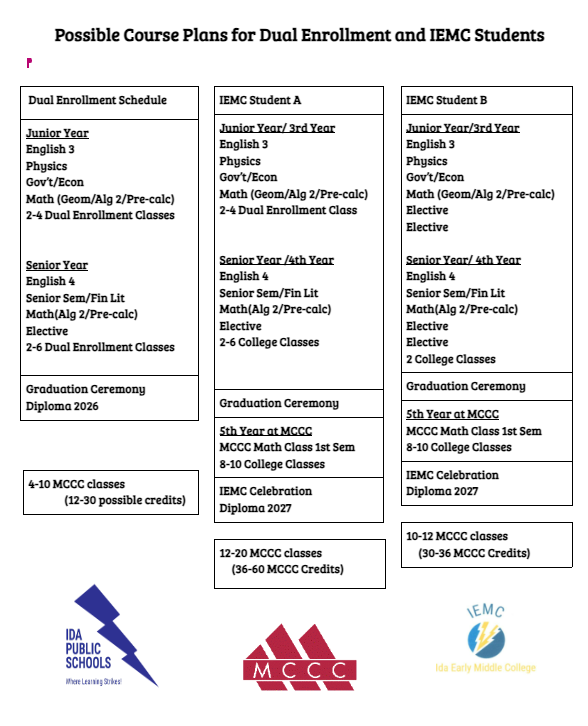 Possible Course Plans for Dual Enrollment and IEMC Students
Dual Enrollment Schedule
Junior Year
English 3
Physics
Gov't/Econ
Math (Geom/Alg 2/Pre-calc)
2-4 Dual Enrollment Classes
Senior Year
English 4
Senior Sem/Fin Lit
Math(Alg 2/Pre-calc)
Elective
2-6 Dual Enrollment Classes
Graduation Ceremony
Diploma 2026
4-10 MCCC classes
(12-30 possible credits)
IEMC Student A
Junior Year/ 3rd Year
English 3
Physics
Gov't/Econ
Math (Geom/Alg 2/Pre-calc)
2-4 Dual Enrollment Class
Senior Year /4th Year
English 4
Senior Sem/Fin Lit
Math(Alg 2/Pre-calc)
Elective
2-6 College Classes
Graduation Ceremony
5th Year at MCCC
MCCC Math Class 1st Sem
8-10 College Classes
IEMC Celebration
Diploma 2027
12-20 MCCC classes
(36-60 MCCC Credits)
IEMC Student B
Junior Year/3rd Year
English 3
Physics
Gov't/Econ
Math (Geom/Alg 2/Pre-calc)
Elective
Elective
Senior Year/ 4th Year
English 4
Senior Sem/Fin Lit
Math(Alg 2/Pre-calc)
Elective
Elective
2 College Classes
Graduation Ceremony
5th Year at MCCC
MCCC Math Class 1st Sem
8-10 College Classes
IEMC Celebration
Diploma 2027
10-12 MCCC classes
(30-36 MCCC Credits)
IDA
PUBLIC
SCHOOLS
Where Learning Strikes!
MCCC
IEMC
Ida Early Middle College